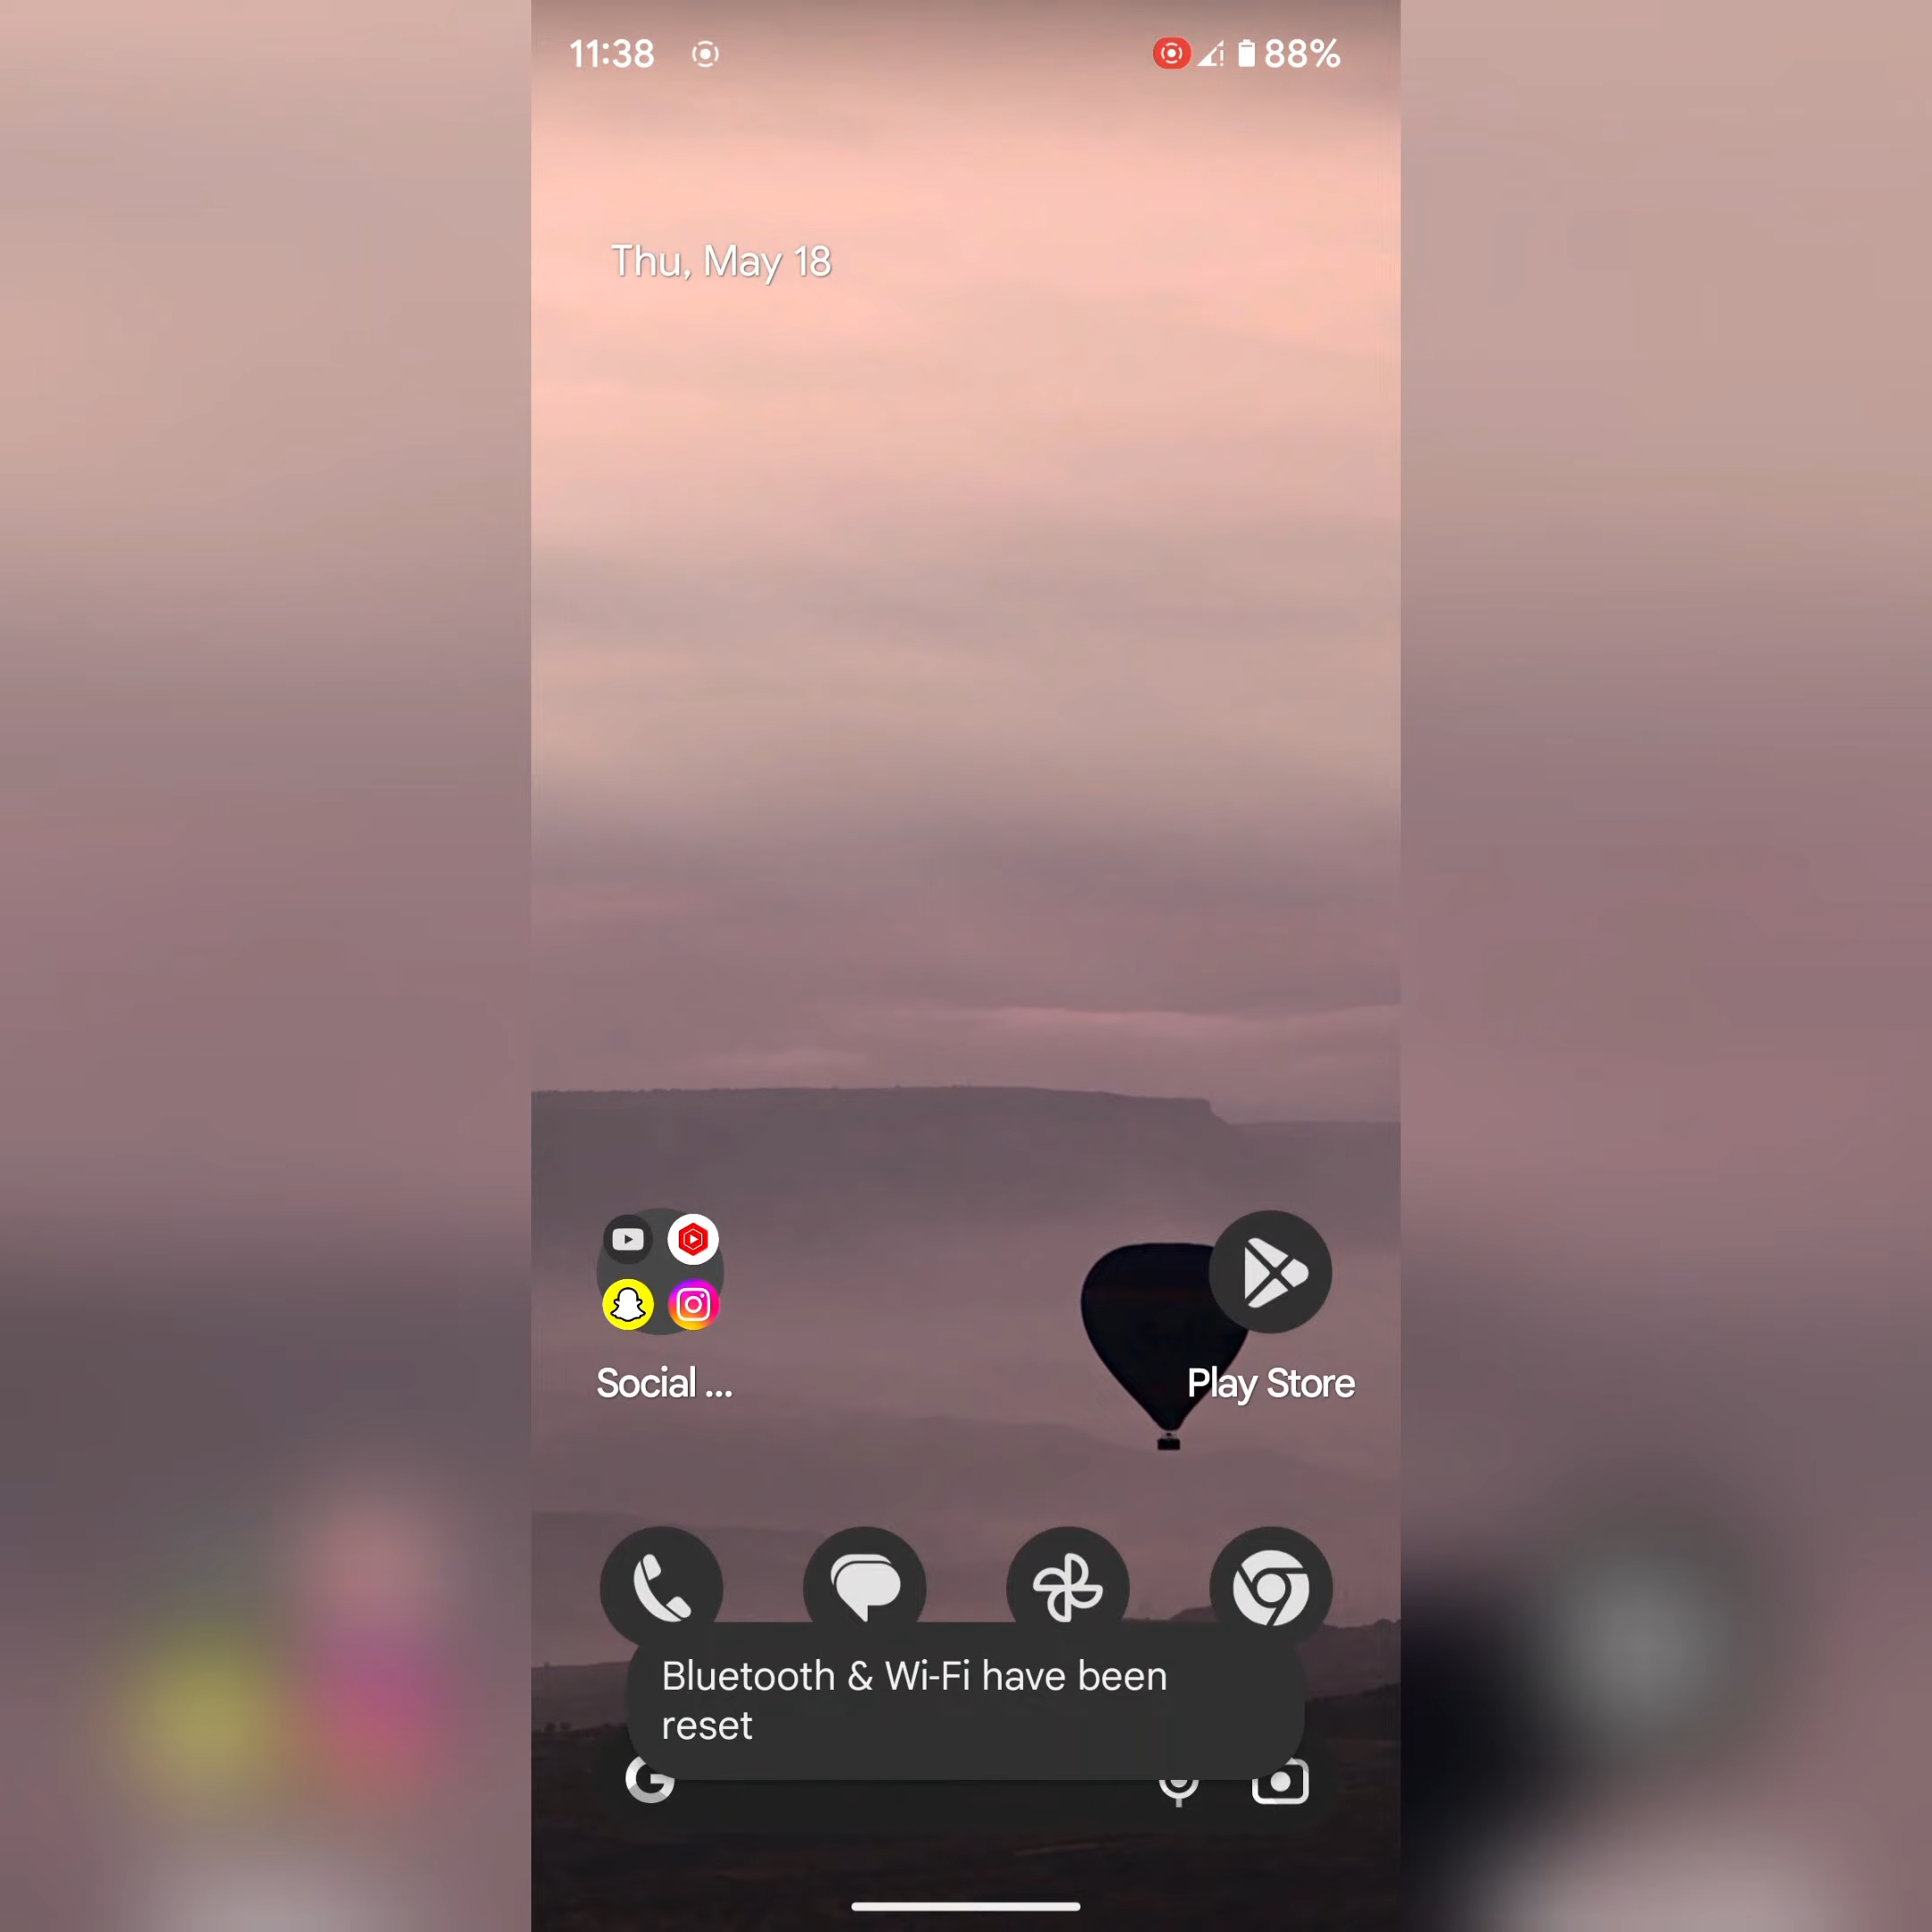 11:38 88%
Thu, May 18
Social ... Play Store
Bluetooth & Wi-Fi have been
reset